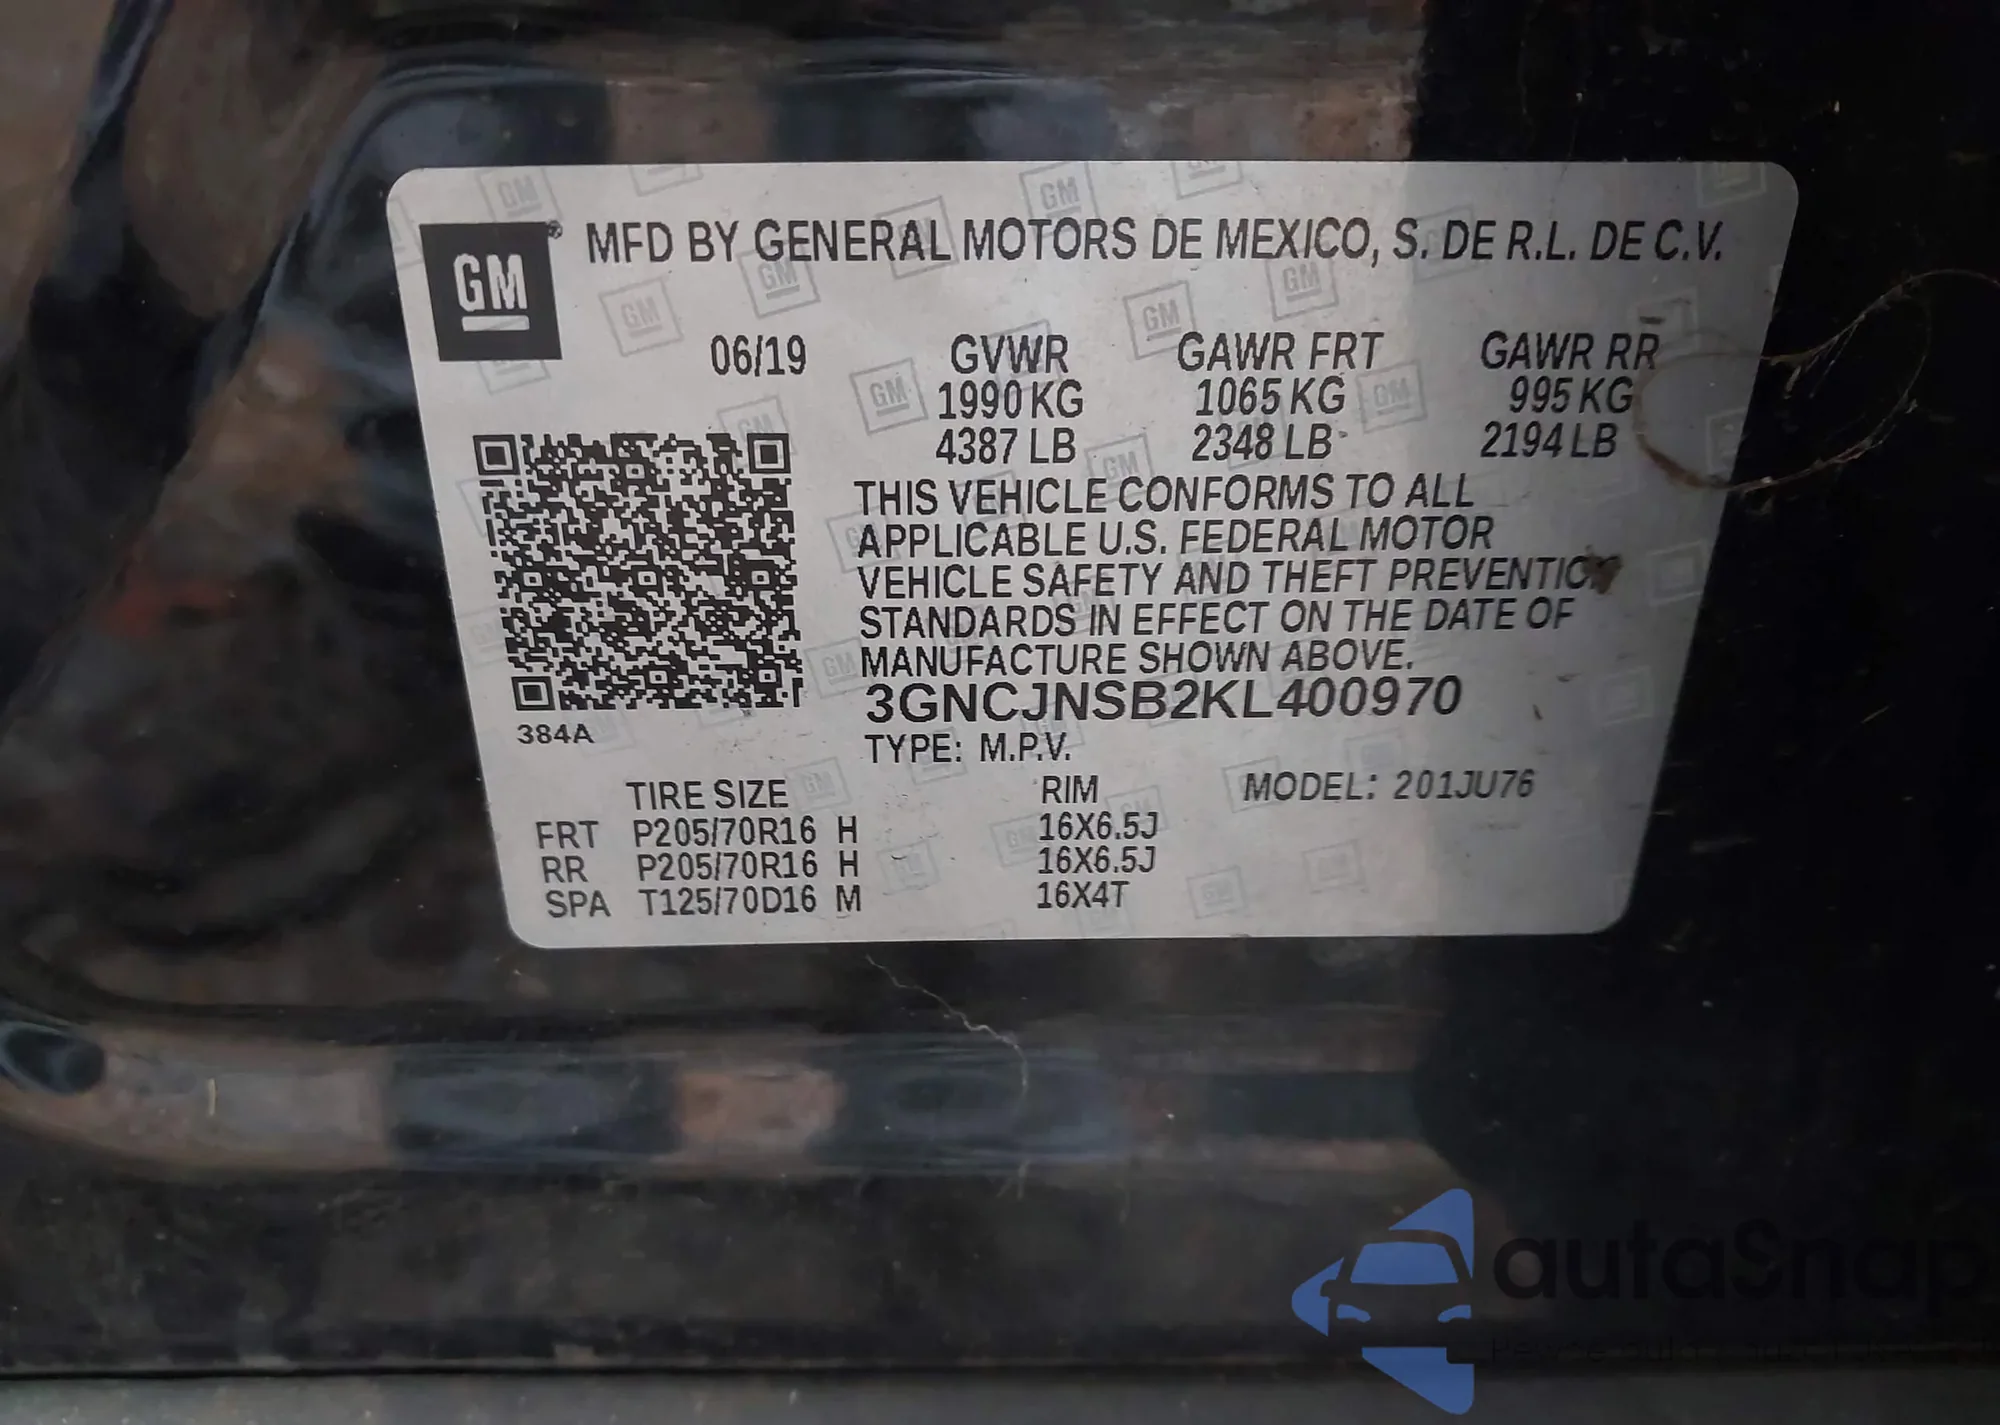 GM
MFD BY GENERAL MOTORS DE MEXICO, S. DE R.L. DE C.V.
06/19 GVWR GAWR FRT GAWR RR
1990 KG 1065 KG 995 KG
4387 LB 2348 LB 2194 LB
THIS VEHICLE CONFORMS TO ALL
APPLICABLE U.S. FEDERAL MOTOR
VEHICLE SAFETY AND THEFT PREVENTION
STANDARDS IN EFFECT ON THE DATE OF
MANUFACTURE SHOWN ABOVE.
3GNCJNSB2KL400970
384A
TYPE: M.P.V.
TIRE SIZE RIM MODEL: 201JU76
FRT P205/70R16 H 16X6.5J
RR P205/70R16 H 16X6.5J
SPA T125/70D16 M 16X4T
autaSnap